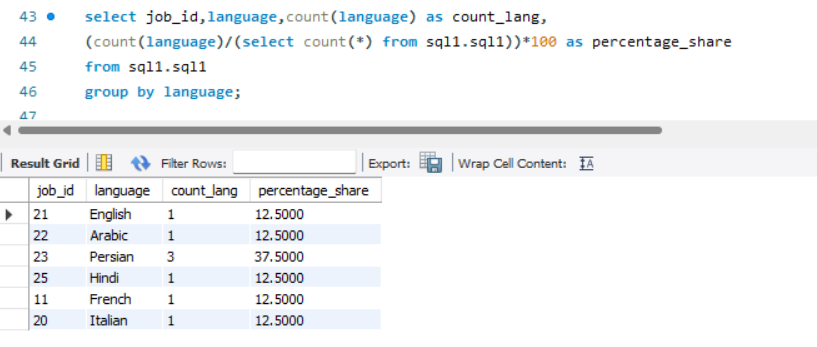 43 select job_id,language,count(language) as count_lang,
44 (count(language)/(select count(*) from sql1.sql1))*100 as percentage_share
45 from sql1.sql1
46 group by language;
47
Result Grid Filter Rows: Export: Wrap Cell Content: IA
job_id language count_lang percentage_share
21 English 1 12.5000
22 Arabic 1 12.5000
23 Persian 3 37.5000
25 Hindi 1 12.5000
11 French 1 12.5000
20 Italian 1 12.5000